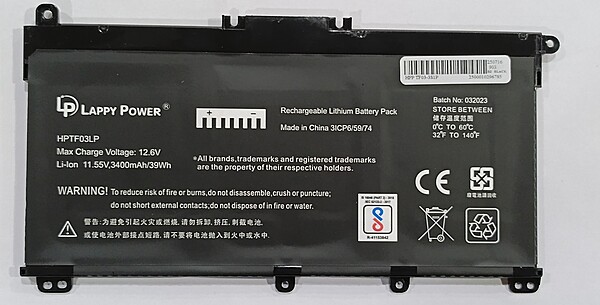 LP LAPPY POWER®
HPTF03LP
Max Charge Voltage: 12.6V
Li-Ion 11.55V,3400mAh/39Wh
Rechargeable Lithium Battery Pack
Made in China 3ICP6/59/74
*All brands,trademarks and registered trademarks
are the property of their respective holders.
Batch No: 032023
STORE BETWEEN
储存温度范围
0°C TO 60°C
32°F TO 140°F
WARNING! To reduce risk of fire or burns,do not disassemble,crush or puncture;
do not short external contacts;do not dispose of in fire or water.
警告:为避免引起火灾或燃烧, 请勿拆卸, 挤压, 刺戳电池,
或使电池外部接点短路, 请不要将电池抛入到火中或水中.
R-41153842
CE